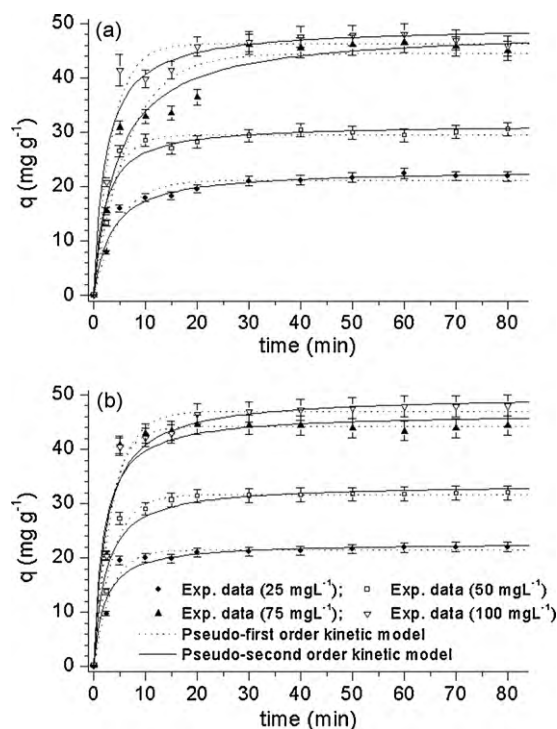 (a)
q (mg g⁻¹)
50
40
30
20
10
0
0 10 20 30 40 50 60 70 80
time (min)
(b)
q (mg g⁻¹)
50
40
30
20
10
0
Exp. data (25 mgL⁻¹); Exp. data (50 mgL⁻¹)
Exp. data (75 mgL⁻¹); Exp. data (100 mgL⁻¹)
Pseudo-first order kinetic model
Pseudo-second order kinetic model
0 10 20 30 40 50 60 70 80
time (min)